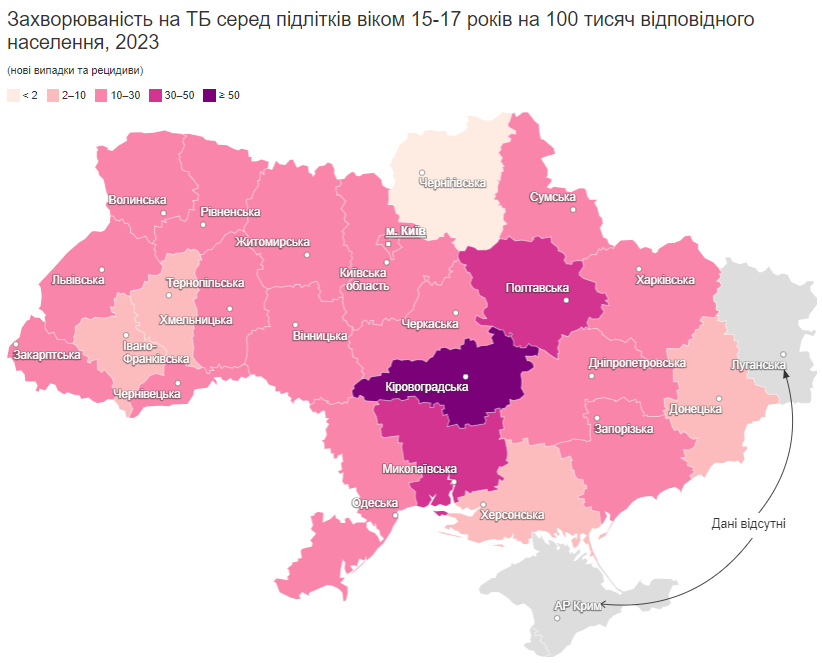 Захворюваність на ТБ серед підлітків віком 15-17 років на 100 тисяч відповідного
населення, 2023
(нові випадки та рецидиви)
< 2 2–10 10–30 30–50 ≥ 50
Чернігівська
Волинська
Сумська
Рівненська
м. Київ
Житомирська
Київська
область
Львівська
Тернопільська
Харківська
Полтавська
Хмельницька
Черкаська
Вінницька
Закарптська
Івано-
Франківська
Дніпропетровська
Луганська
Чернівецька
Кіровоградська
Донецька
Запорізька
Миколаївська
Одеська
Херсонська
Дані відсутні
АР Крим